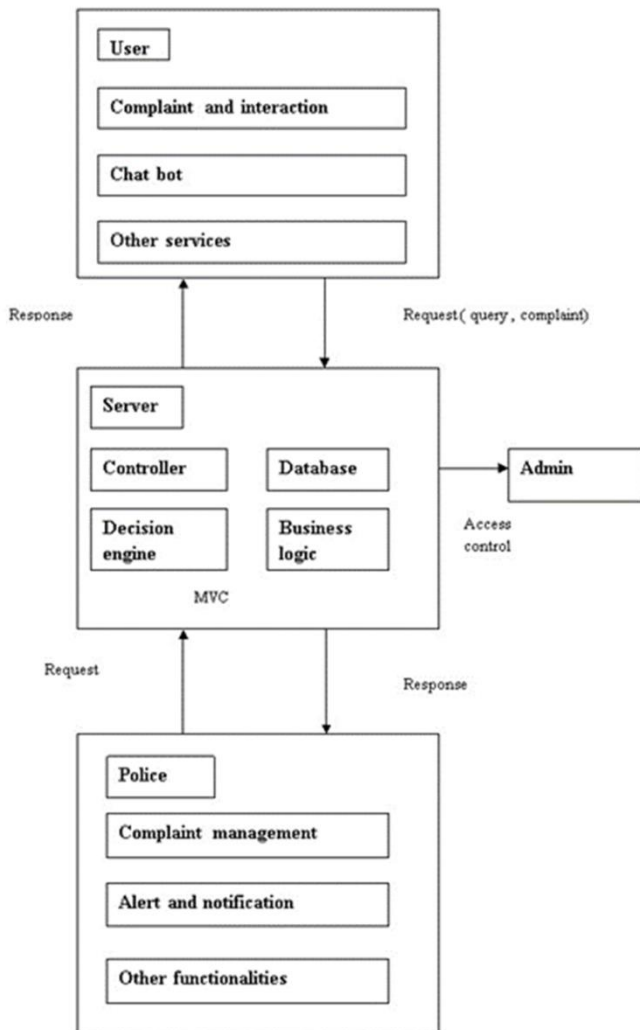 User
Complaint and interaction
Chat bot
Other services
Response
Request( query , complaint)
Server
Controller
Database
Decision
engine
Business
logic
MVC
Admin
Access
control
Request
Response
Police
Complaint management
Alert and notification
Other functionalities